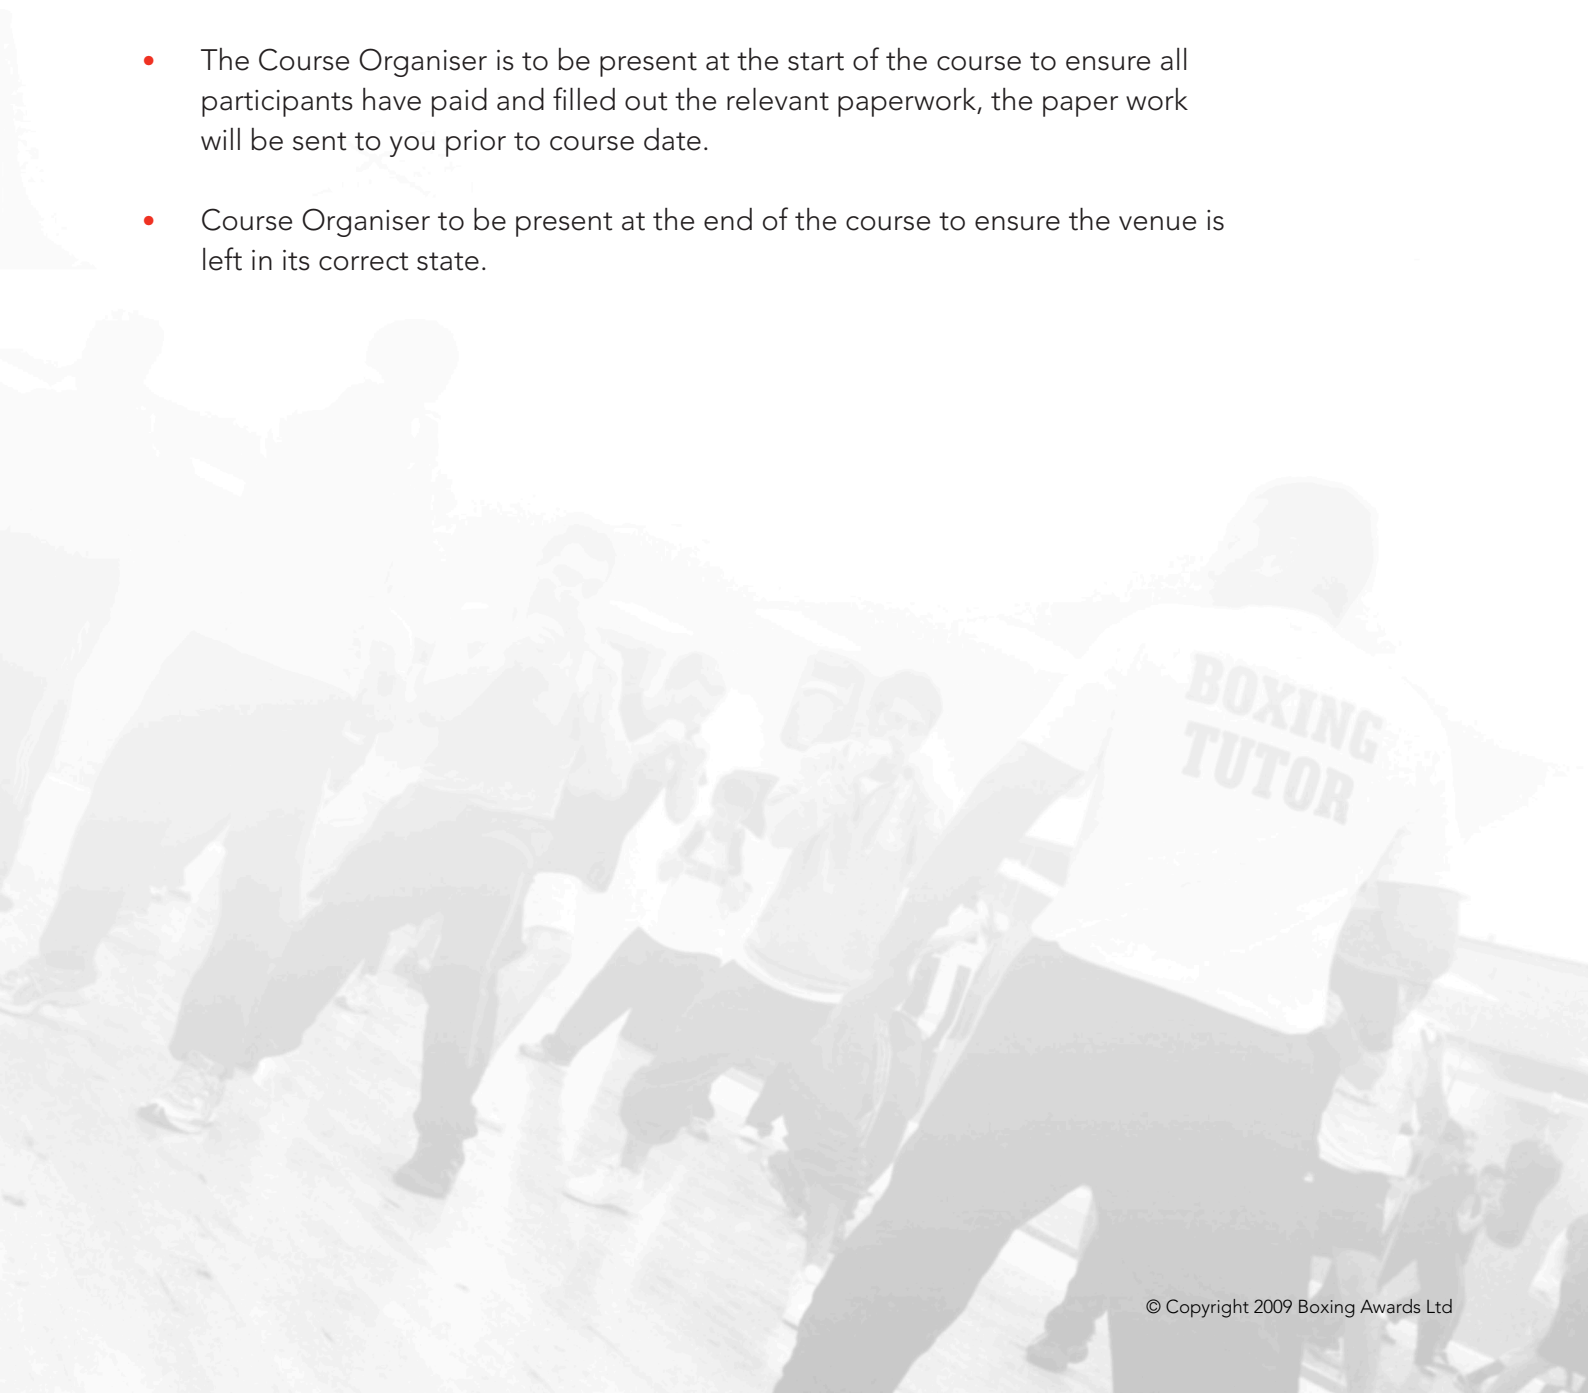 • The Course Organiser is to be present at the start of the course to ensure all
participants have paid and filled out the relevant paperwork, the paper work
will be sent to you prior to course date.
• Course Organiser to be present at the end of the course to ensure the venue is
left in its correct state.
BOXING
TUTOR
© Copyright 2009 Boxing Awards Ltd